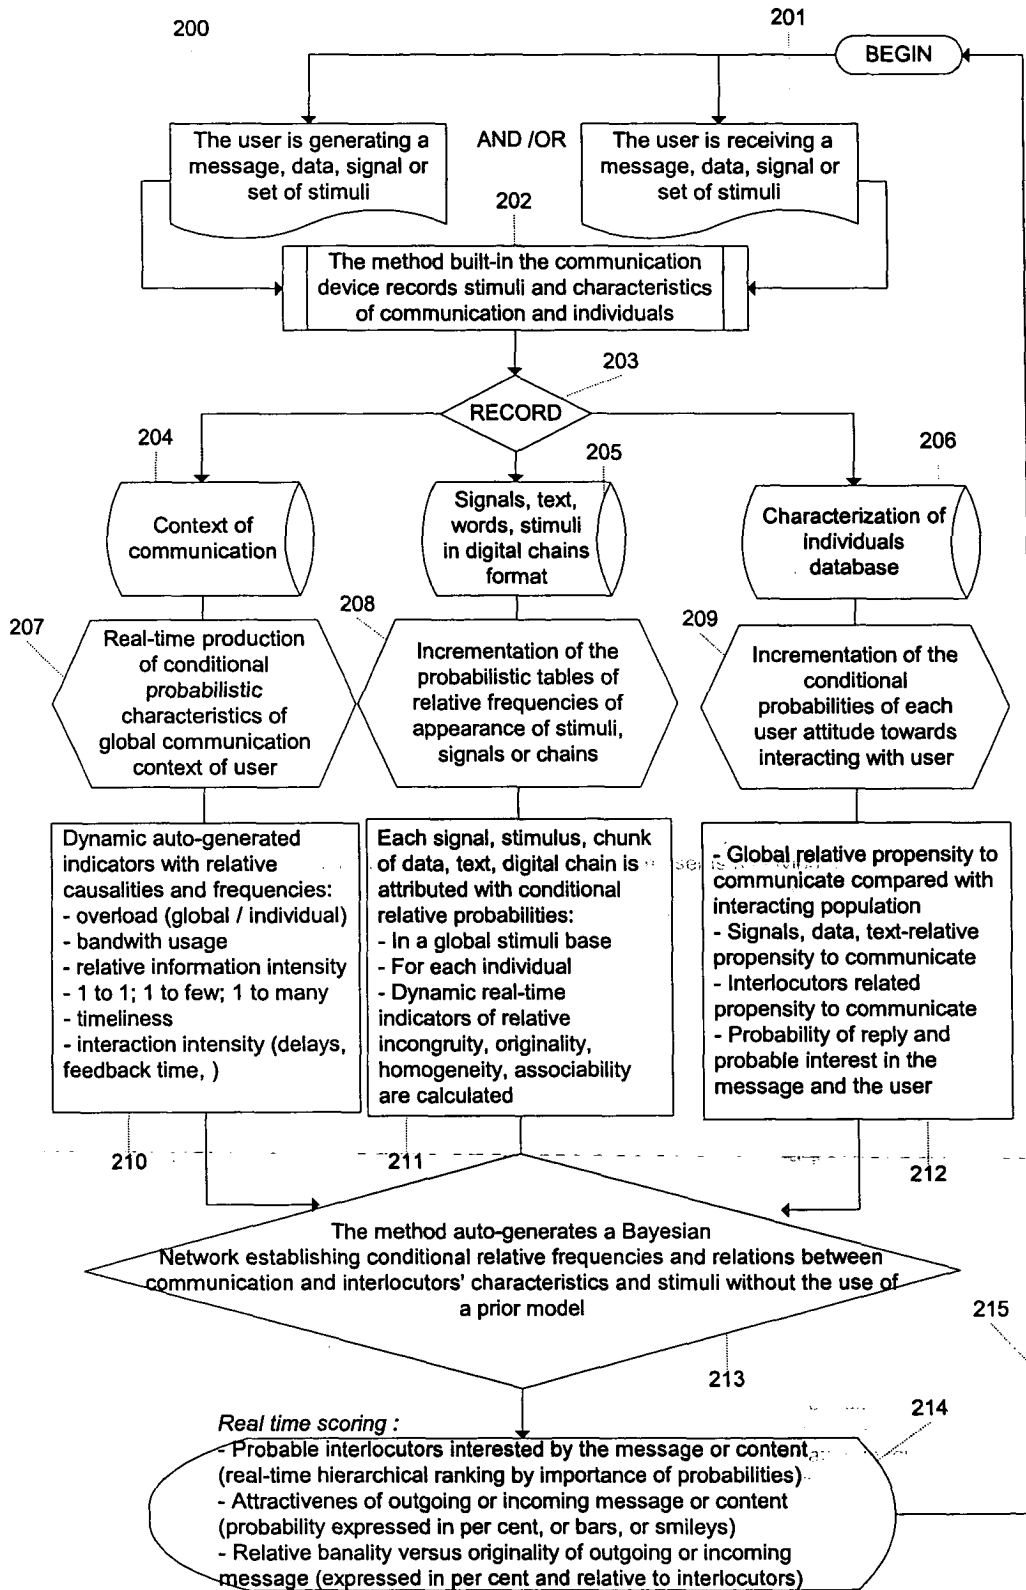 200
201
BEGIN
The user is generating a
message, data, signal or
set of stimuli
AND /OR
The user is receiving a
message, data, signal or
set of stimuli
202
The method built-in the communication
device records stimuli and characteristics
of communication and individuals
203
RECORD
204
Context of
communication
205
Signals, text,
words, stimuli
in digital chains
format
206
Characterization of
individuals
database
207
Real-time production
of conditional
probabilistic
characteristics of
global communication
context of user
208
Incrementation of the
probabilistic tables of
relative frequencies of
appearance of stimuli,
signals or chains
209
Incrementation of the
conditional
probabilities of each
user attitude towards
interacting with user
Dynamic auto-generated
indicators with relative
causalities and frequencies:
- overload (global / individual)
- bandwith usage
- relative information intensity
- 1 to 1; 1 to few; 1 to many
- timeliness
- interaction intensity (delays,
feedback time, )
210
Each signal, stimulus, chunk
of data, text, digital chain is
attributed with conditional
relative probabilities:
- In a global stimuli base
- For each individual
- Dynamic real-time
indicators of relative
incongruity, originality,
homogeneity, associability
are calculated
211
- Global relative propensity to
communicate compared with
interacting population
- Signals, data, text-relative
propensity to communicate
- Interlocutors related
propensity to communicate
- Probability of reply and
probable interest in the
message and the user
212
The method auto-generates a Bayesian
Network establishing conditional relative frequencies and relations between
communication and interlocutors' characteristics and stimuli without the use of
a prior model
213
215
214
Real time scoring :
- Probable interlocutors interested by the message or content
(real-time hierarchical ranking by importance of probabilities)
- Attractivenes of outgoing or incoming message or content
(probability expressed in per cent, or bars, or smileys)
- Relative banality versus originality of outgoing or incoming
message (expressed in per cent and relative to interlocutors)